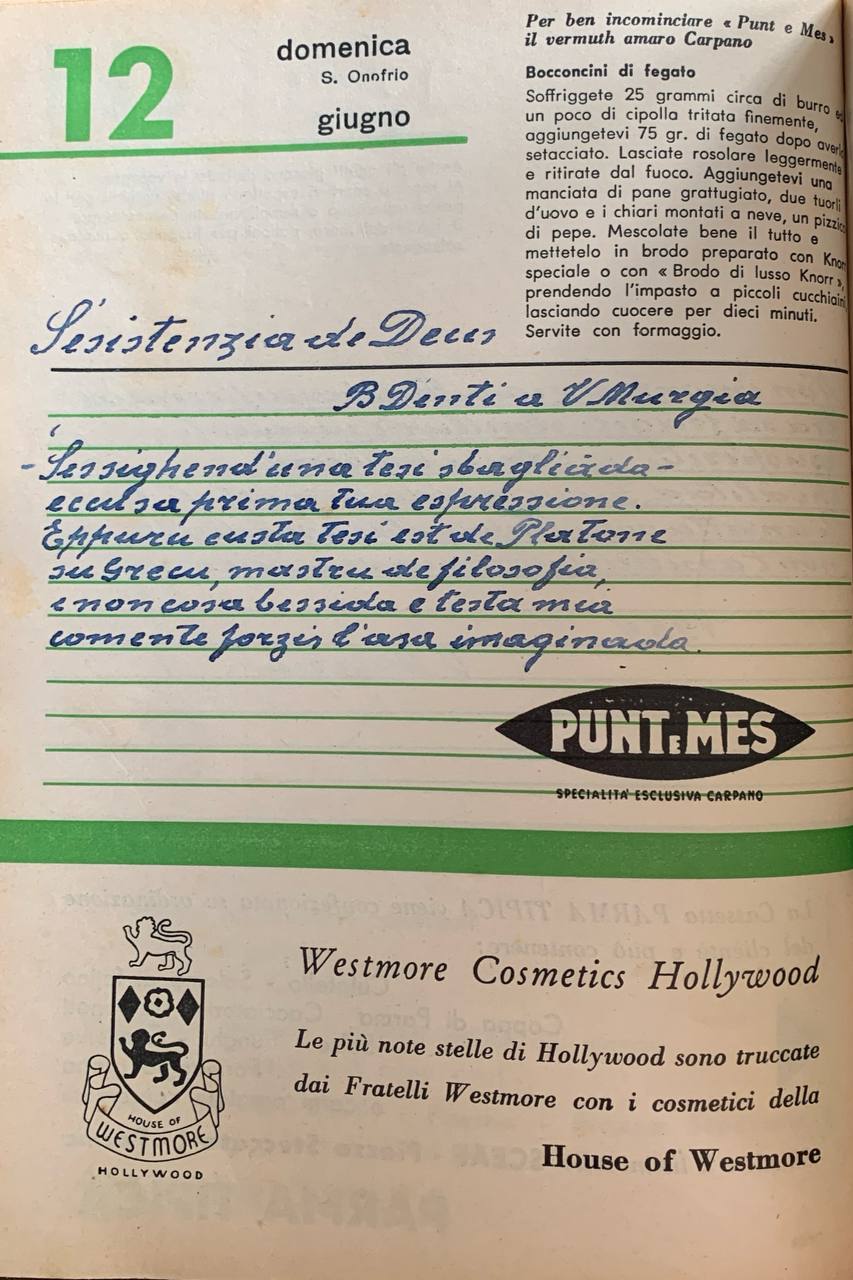 12
domenica
S. Onofrio
giugno
Per ben incominciare « Punt e Mes »
il vermuth amaro Carpano
Bocconcini di fegato
Soffriggete 25 grammi circa di burro
un poco di cipolla tritata finemente,
aggiungetevi 75 gr. di fegato dopo
setacciato. Lasciate rosolare leggermente
e ritirate dal fuoco. Aggiungetevi una
manciata di pane grattugiato, due tuorli
d'uovo e i chiari montati a neve, un
di pepe. Mescolate bene il tutto e
mettetelo in brodo preparato con Knorr
speciale o con « Brodo di lusso Knorr »,
prendendo l'impasto a piccoli
lasciando cuocere per dieci minuti.
Servite con formaggio.
S'esistenzia de Deus
B Denti a V Murgia
- Sessighend'una tesi sbagliada -
eccu sa prima tua espressione.
Eppuru custa tesi est de Platone
su Grecu, mastru de filosofia,
e non cosa bessida e testa mia
comente forzis l'asa imaginada.
PUNT E MES
SPECIALITA' ESCLUSIVA CARPANO
Westmore Cosmetics Hollywood
Le più note stelle di Hollywood sono truccate
dai Fratelli Westmore con i cosmetici della
House of Westmore
HOUSE OF
WESTMORE
HOLLYWOOD